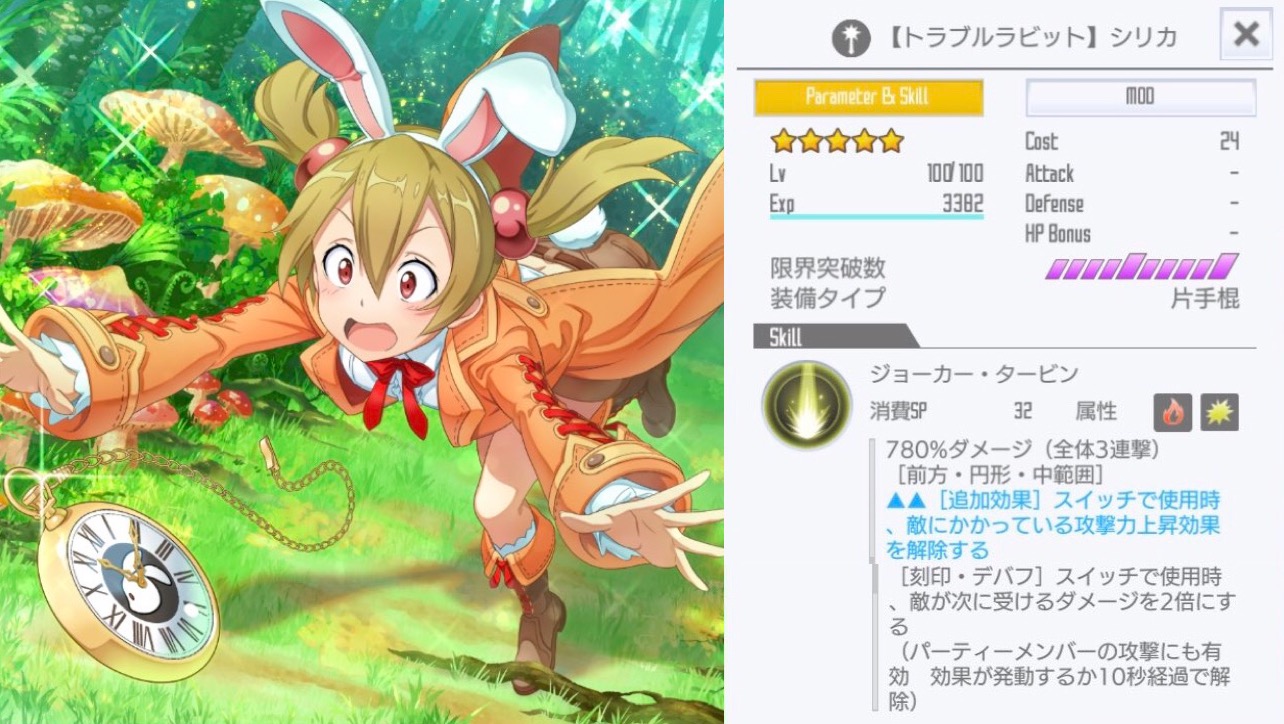 【トラブルラビット】シリカ
Parameter & Skill
MOD
Lv 100/100
Exp 3382
Cost 24
Attack -
Defense -
HP Bonus -
限界突破数
装備タイプ 片手棍
Skill
ジョーカー・タービン
消費SP 32 属性
780%ダメージ（全体3連撃）
［前方・円形・中範囲］
▲▲［追加効果］スイッチで使用時
、敵にかかっている攻撃力上昇効果
を解除する
［刻印・デバフ］スイッチで使用時
、敵が次に受けるダメージを2倍にす
る
（パーティーメンバーの攻撃にも有
効　効果が発動するか10秒経過で解
除）